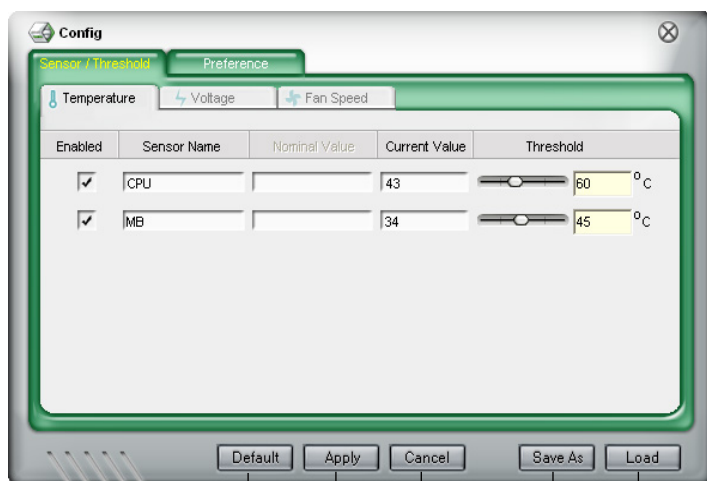 Config
Sensor / Threshold Preference
Temperature Voltage Fan Speed
Enabled Sensor Name Nominal Value Current Value Threshold
CPU 43 60 °C
MB 34 45 °C
Default Apply Cancel Save As Load